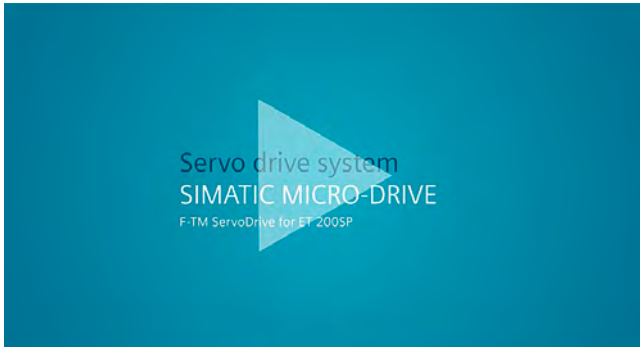 Servo drive system
SIMATIC MICRO-DRIVE
F-TM ServoDrive for ET 200SP